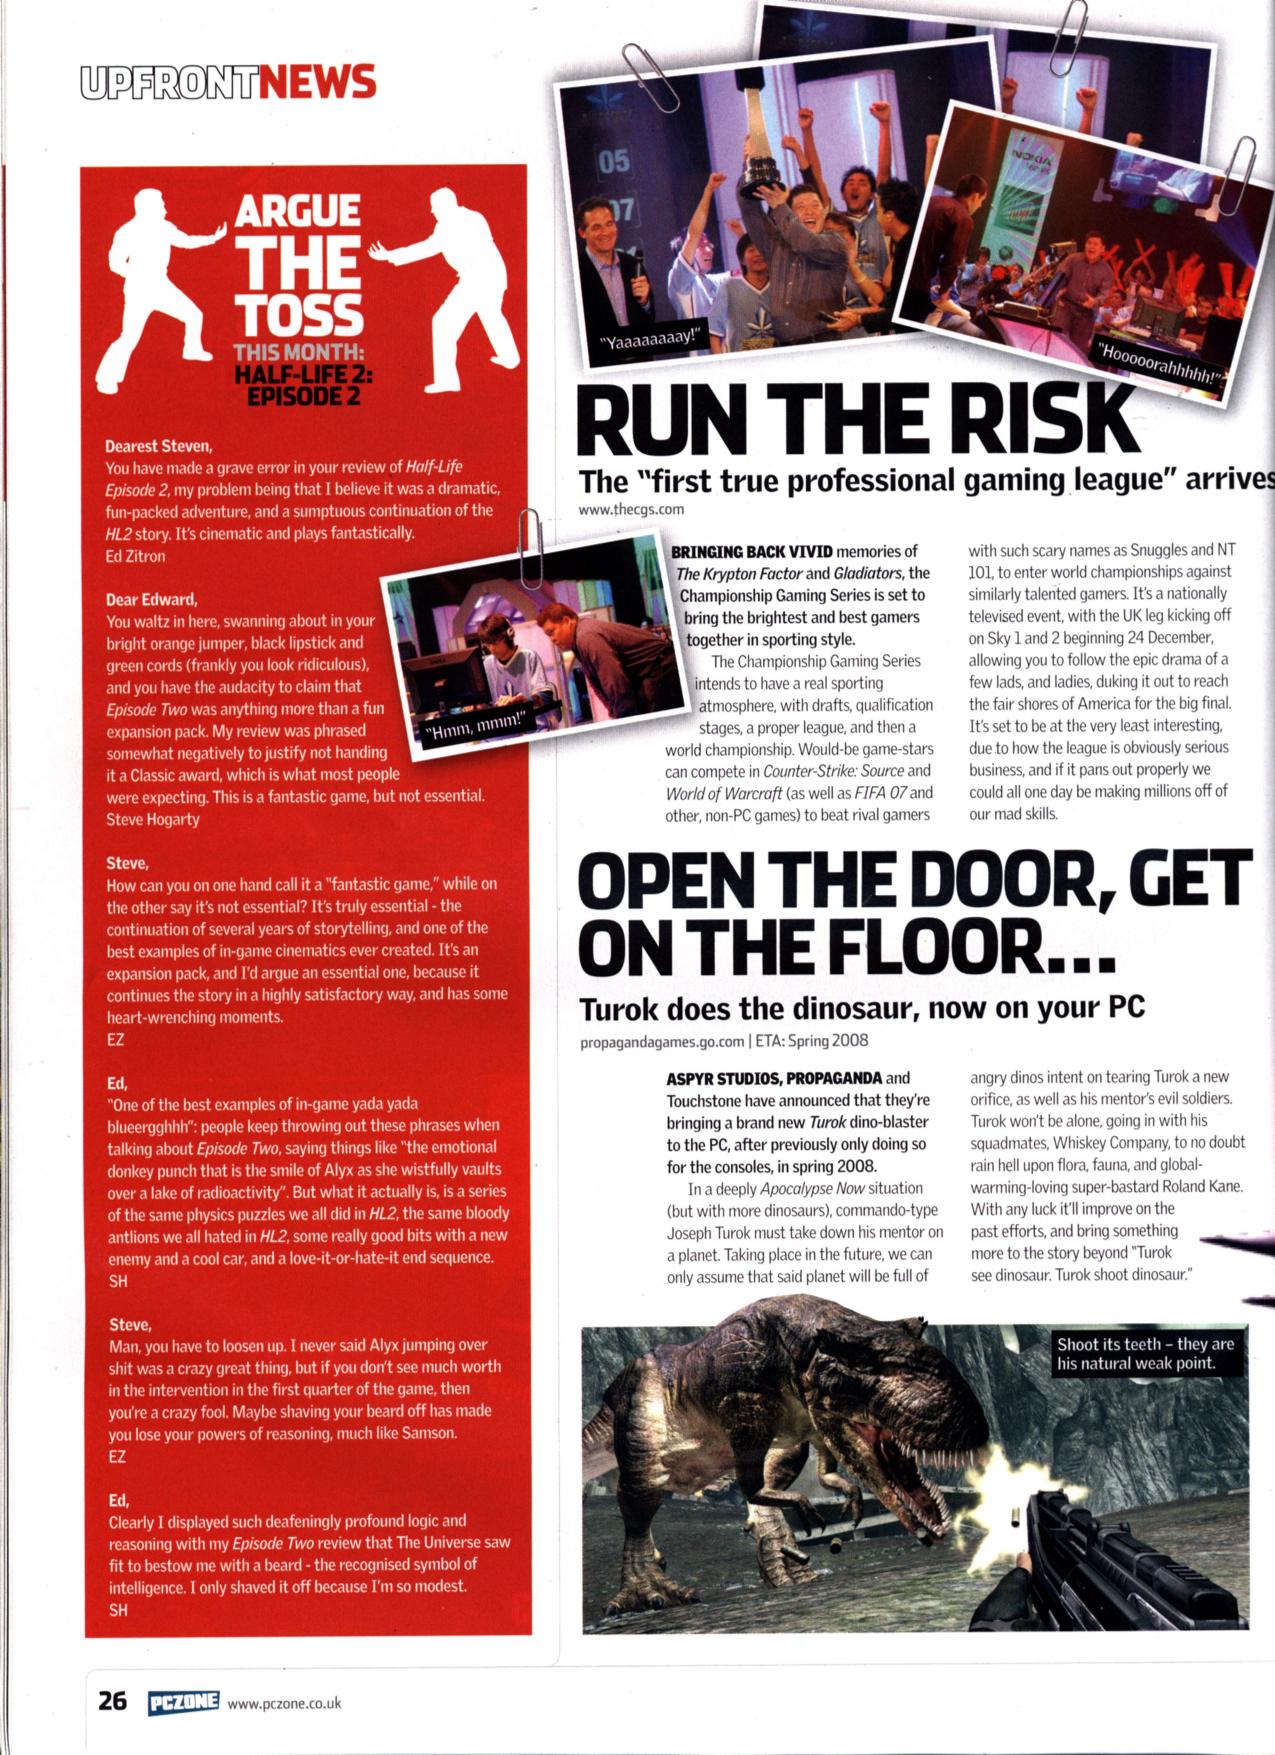 UPFRONTNEWS
ARGUE
THE
TOSS
THIS MONTH:
HALF-LIFE 2:
EPISODE 2
Dearest Steven,
You have made a grave error in your review of Half-Life
Episode 2, my problem being that I believe it was a dramatic,
fun-packed adventure, and a sumptuous continuation of the
HL2 story. It's cinematic and plays fantastically.
Ed Zitron
Dear Edward,
You waltz in here, swanning about in your
bright orange jumper, black lipstick and
green cords (frankly you look ridiculous),
and you have the audacity to claim that
Episode Two was anything more than a fun
expansion pack. My review was phrased
somewhat negatively to justify not handing
it a Classic award, which is what most people
were expecting. This is a fantastic game, but not essential.
Steve Hogarty
Steve,
How can you on one hand call it a "fantastic game," while on
the other say it's not essential? It's truly essential - the
continuation of several years of storytelling, and one of the
best examples of in-game cinematics ever created. It's an
expansion pack, and I'd argue an essential one, because it
continues the story in a highly satisfactory way, and has some
heart-wrenching moments.
EZ
Ed,
"One of the best examples of in-game yada yada
blueergghhh": people keep throwing out these phrases when
talking about Episode Two, saying things like "the emotional
donkey punch that is the smile of Alyx as she wistfully vaults
over a lake of radioactivity". But what it actually is, is a series
of the same physics puzzles we all did in HL2, the same bloody
antlions we all hated in HL2, some really good bits with a new
enemy and a cool car, and a love-it-or-hate-it end sequence.
SH
Steve,
Man, you have to loosen up. I never said Alyx jumping over
shit was a crazy great thing, but if you don't see much worth
in the intervention in the first quarter of the game, then
you're a crazy fool. Maybe shaving your beard off has made
you lose your powers of reasoning, much like Samson.
EZ
Ed,
Clearly I displayed such deafeningly profound logic and
reasoning with my Episode Two review that The Universe saw
fit to bestow me with a beard - the recognised symbol of
intelligence. I only shaved it off because I'm so modest.
SH
05
07
NOKIA
"Yaaaaaaaay!"
"Hooooorahhhhh!"
RUN THE RISK
The "first true professional gaming league" arrives
www.thecgs.com
"Hmm, mmm!"
BRINGING BACK VIVID memories of
The Krypton Factor and Gladiators, the
Championship Gaming Series is set to
bring the brightest and best gamers
together in sporting style.
The Championship Gaming Series
intends to have a real sporting
atmosphere, with drafts, qualification
stages, a proper league, and then a
world championship. Would-be game-stars
can compete in Counter-Strike: Source and
World of Warcraft (as well as FIFA 07 and
other, non-PC games) to beat rival gamers
with such scary names as Snuggles and NT
101, to enter world championships against
similarly talented gamers. It's a nationally
televised event, with the UK leg kicking off
on Sky 1 and 2 beginning 24 December,
allowing you to follow the epic drama of a
few lads, and ladies, duking it out to reach
the fair shores of America for the big final.
It's set to be at the very least interesting,
due to how the league is obviously serious
business, and if it pans out properly we
could all one day be making millions off of
our mad skills.
OPEN THE DOOR, GET
ON THE FLOOR...
Turok does the dinosaur, now on your PC
propagandagames.go.com | ETA: Spring 2008
ASPYR STUDIOS, PROPAGANDA and
Touchstone have announced that they're
bringing a brand new Turok dino-blaster
to the PC, after previously only doing so
for the consoles, in spring 2008.
In a deeply Apocalypse Now situation
(but with more dinosaurs), commando-type
Joseph Turok must take down his mentor on
a planet. Taking place in the future, we can
only assume that said planet will be full of
angry dinos intent on tearing Turok a new
orifice, as well as his mentor's evil soldiers.
Turok won't be alone, going in with his
squadmates, Whiskey Company, to no doubt
rain hell upon flora, fauna, and global-
warming-loving super-bastard Roland Kane.
With any luck it'll improve on the
past efforts, and bring something
more to the story beyond "Turok
see dinosaur. Turok shoot dinosaur."
Shoot its teeth – they are
his natural weak point.
26 PCZONE www.pczone.co.uk